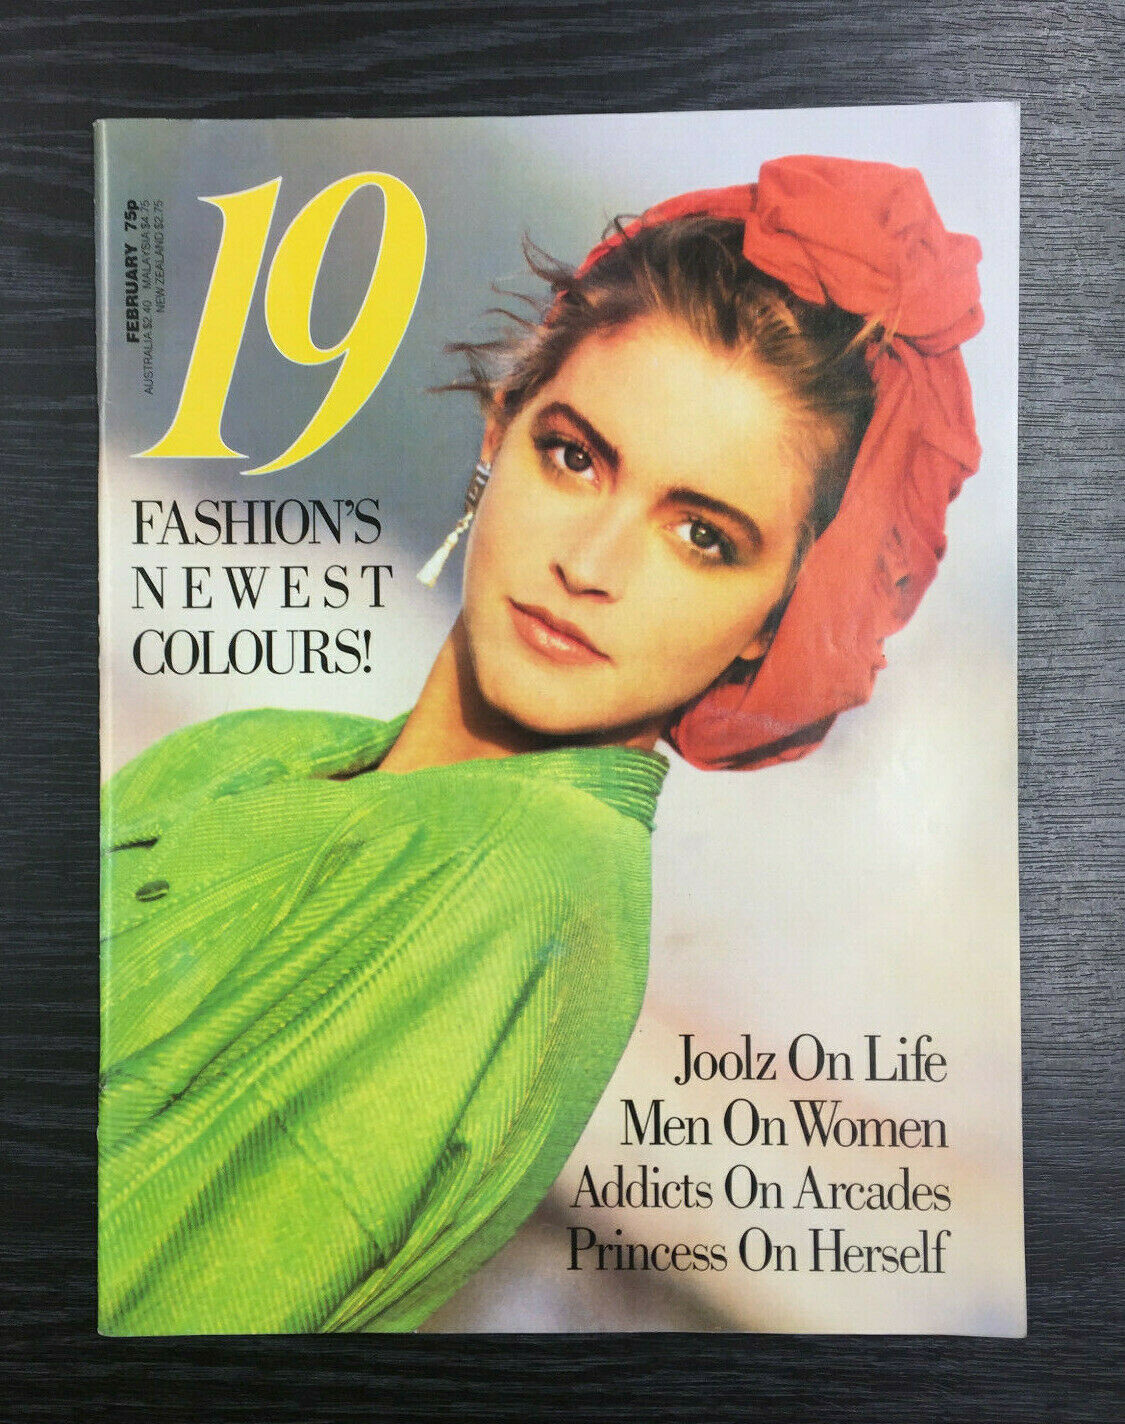 FEBRUARY 75p
AUSTRALIA $2.40 MALAYSIA $4.75
NEW ZEALAND $2.75
19
FASHION'S
NEWEST
COLOURS!
Joolz On Life
Men On Women
Addicts On Arcades
Princess On Herself